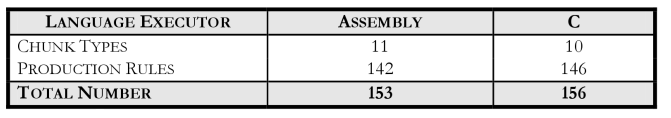 LANGUAGE EXECUTOR ASSEMBLY C
CHUNK TYPES 11 10
PRODUCTION RULES 142 146
TOTAL NUMBER 153 156